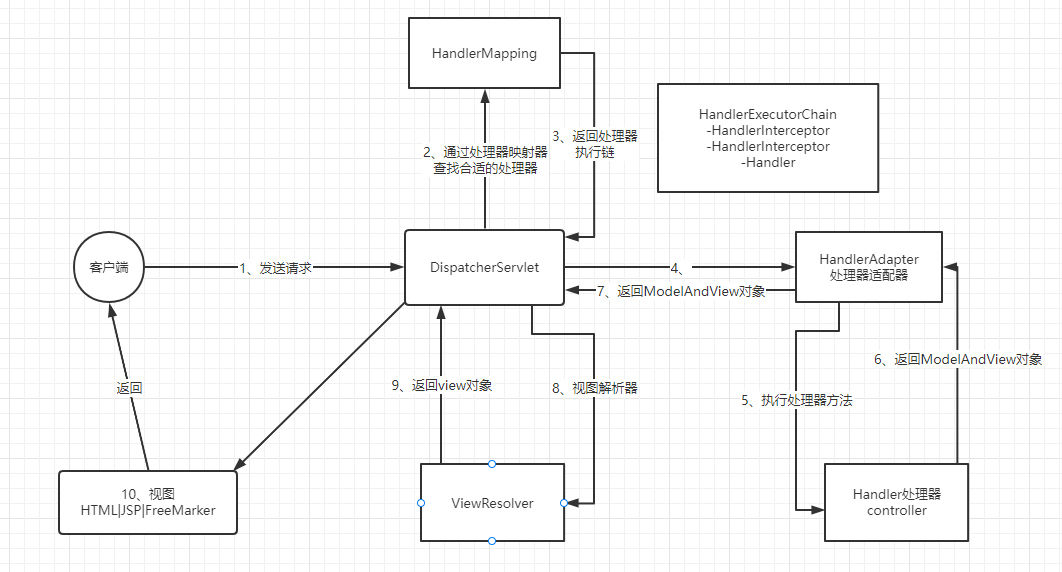 HandlerMapping
HandlerExecutorChain
-HandlerInterceptor
-HandlerInterceptor
-Handler
3、返回处理器
执行链
2、通过处理器映射器
查找合适的处理器
客户端
1、发送请求
DispatcherServlet
4、
HandlerAdapter
处理器适配器
7、返回ModelAndView对象
返回
9、返回view对象
8、视图解析器
5、执行处理器方法
6、返回ModelAndView对象
10、视图
HTML|JSP|FreeMarker
ViewResolver
Handler处理器
controller